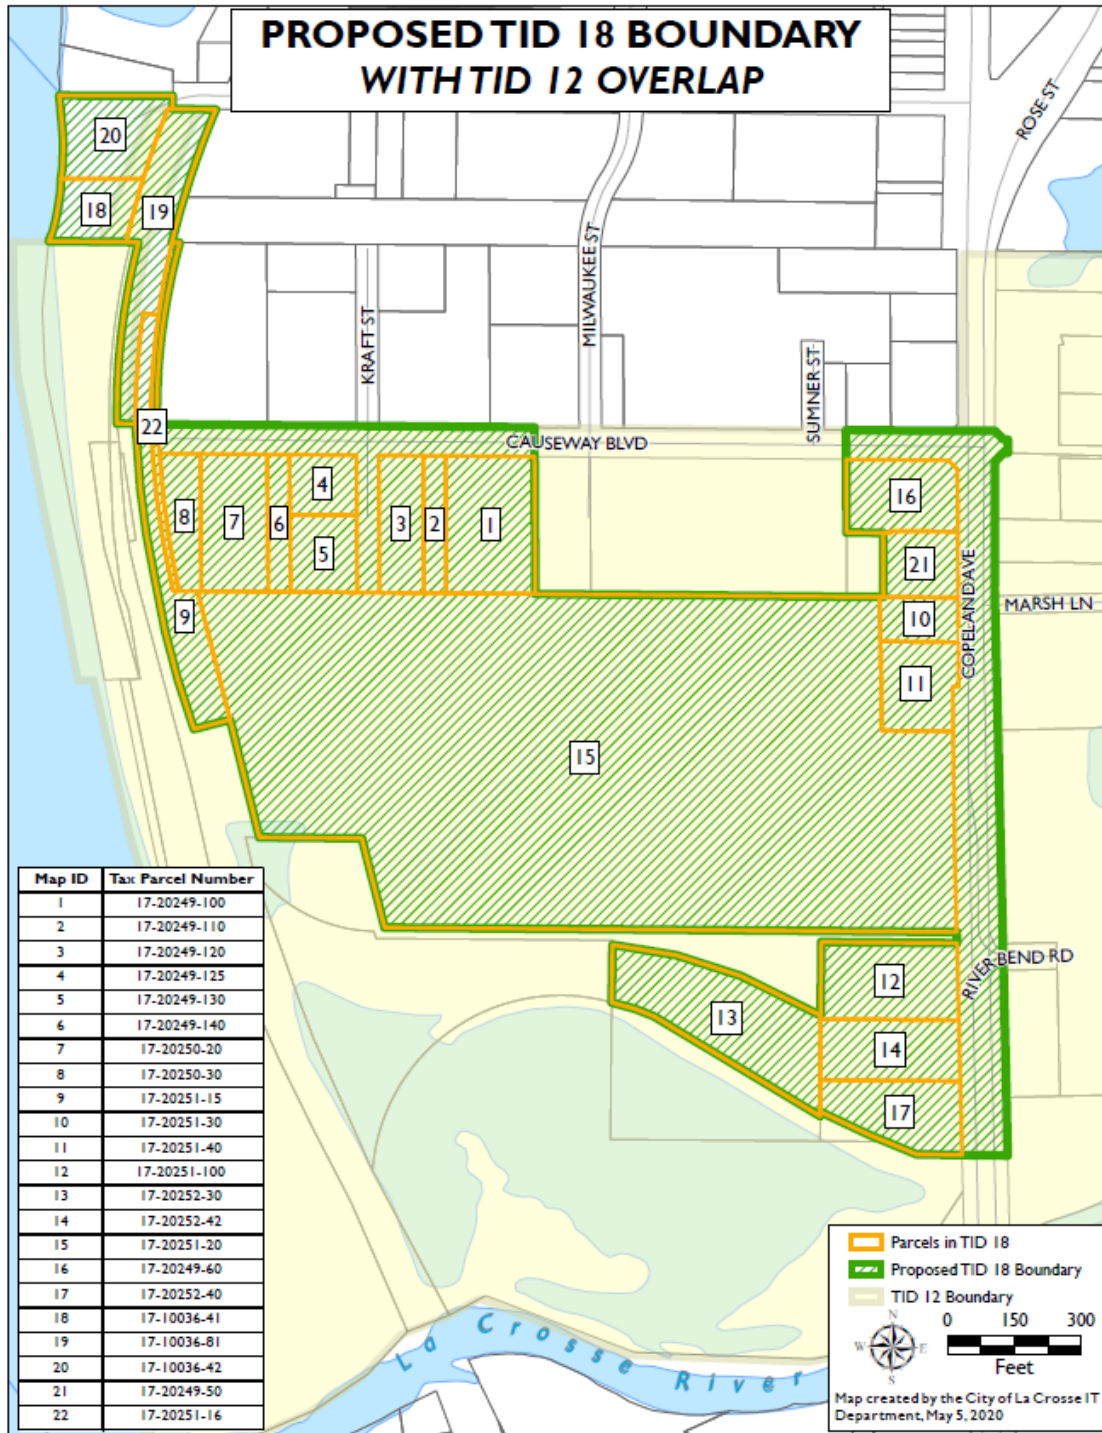 PROPOSED TID 18 BOUNDARY
WITH TID 12 OVERLAP
ROSE ST
20
18
19
MILWAUKEE ST
KRAFT ST
SUMNER ST
22
CAUSEWAY BLVD
4
16
8
7
6
3
2
1
5
21
COPELAND AVE
MARSH LN
9
10
11
15
RIVER BEND RD
12
13
14
17
Map ID Tax Parcel Number
1 17-20249-100
2 17-20249-110
3 17-20249-120
4 17-20249-125
5 17-20249-130
6 17-20249-140
7 17-20250-20
8 17-20250-30
9 17-20251-15
10 17-20251-30
11 17-20251-40
12 17-20251-100
13 17-20252-30
14 17-20252-42
15 17-20251-20
16 17-20249-60
17 17-20252-40
18 17-10036-41
19 17-10036-81
20 17-10036-42
21 17-20249-50
22 17-20251-16
La Crosse River
Parcels in TID 18
Proposed TID 18 Boundary
TID 12 Boundary
N
W E
S
0 150 300
Feet
Map created by the City of La Crosse IT
Department, May 5, 2020